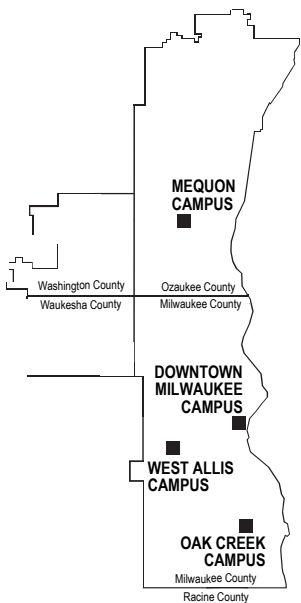 MEQUON
CAMPUS
Washington County
Ozaukee County
Waukesha County
Milwaukee County
DOWNTOWN
MILWAUKEE
CAMPUS
WEST ALLIS
CAMPUS
OAK CREEK
CAMPUS
Milwaukee County
Racine County